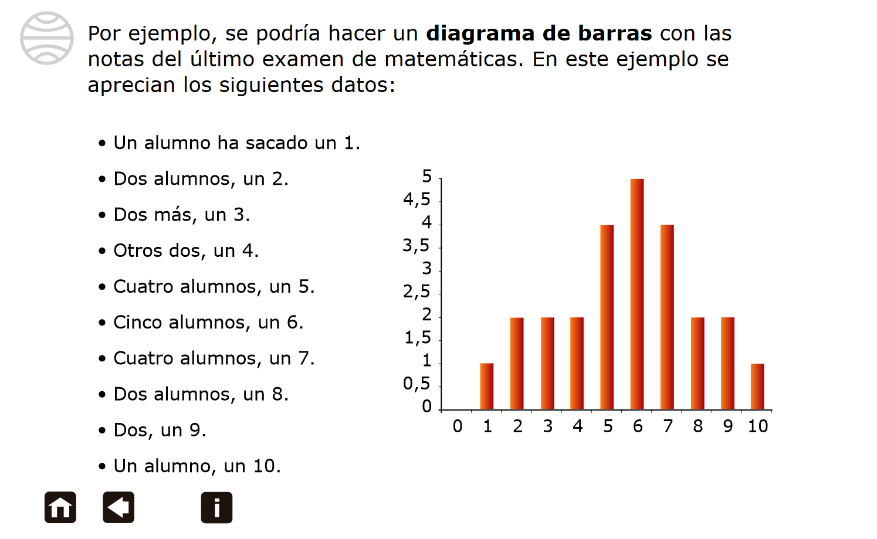 Por ejemplo, se podría hacer un diagrama de barras con las
notas del último examen de matemáticas. En este ejemplo se
aprecian los siguientes datos:
• Un alumno ha sacado un 1.
• Dos alumnos, un 2.
• Dos más, un 3.
• Otros dos, un 4.
• Cuatro alumnos, un 5.
• Cinco alumnos, un 6.
• Cuatro alumnos, un 7.
• Dos alumnos, un 8.
• Dos, un 9.
• Un alumno, un 10.
5
4,5
4
3,5
3
2,5
2
1,5
1
0,5
0
0 1 2 3 4 5 6 7 8 9 10
i